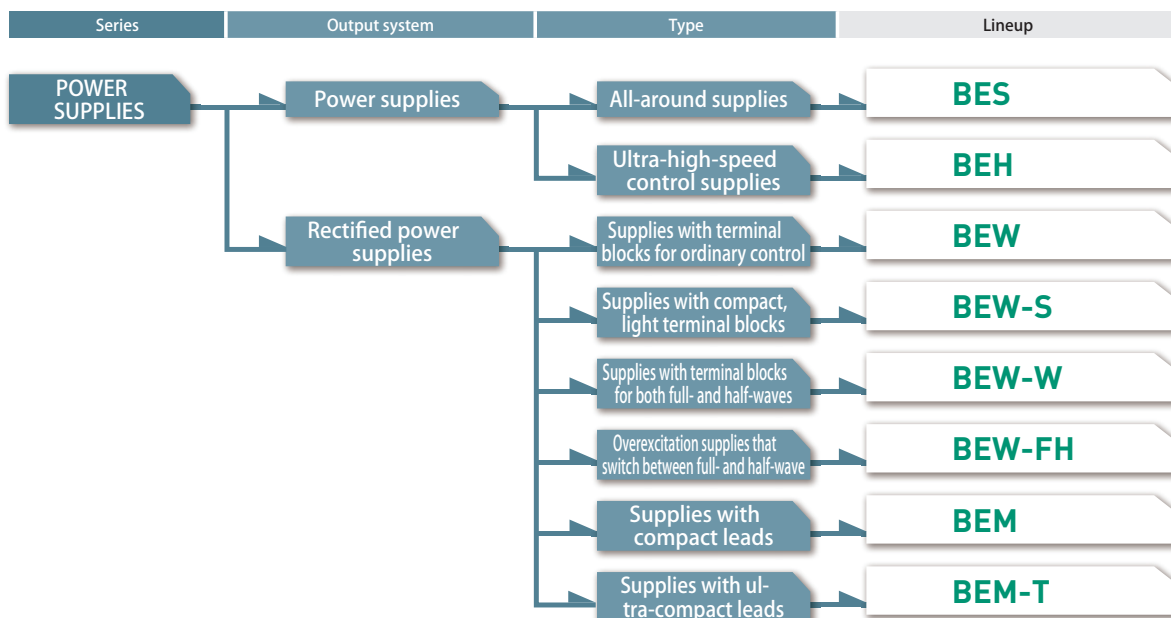 Series
Output system
Type
Lineup
POWER
SUPPLIES
Power supplies
All-around supplies
BES
Ultra-high-speed
control supplies
BEH
Rectified power
supplies
Supplies with terminal
blocks for ordinary control
BEW
Supplies with compact,
light terminal blocks
BEW-S
Supplies with terminal blocks
for both full- and half-waves
BEW-W
Overexcitation supplies that
switch between full- and half-wave
BEW-FH
Supplies with
compact leads
BEM
Supplies with ul-
tra-compact leads
BEM-T